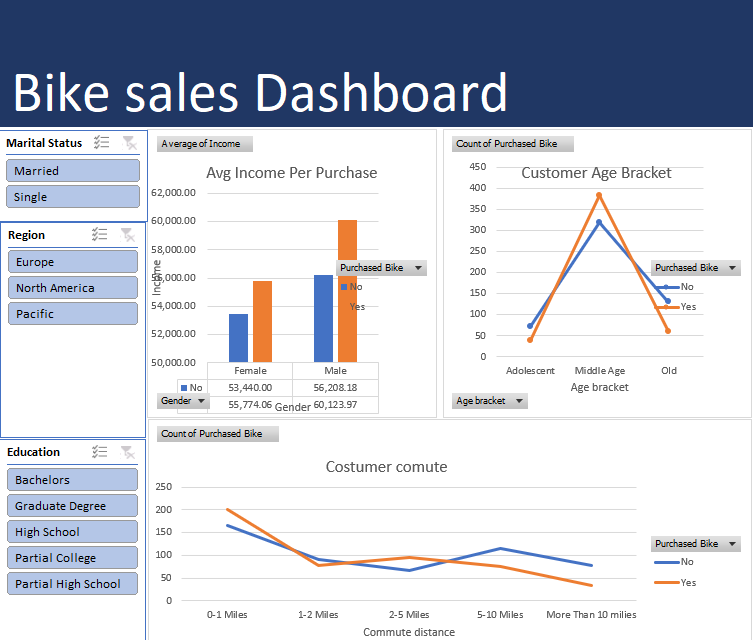 Bike sales Dashboard
Marital Status
Married
Single
Region
Europe
North America
Pacific
Education
Bachelors
Graduate Degree
High School
Partial College
Partial High School
Average of Income
Avg Income Per Purchase
62,000.00
60,000.00
58,000.00
56,000.00
54,000.00
52,000.00
50,000.00
Income
Purchased Bike
No
Yes
Female Male
No 53,440.00 56,208.18
55,774.06 60,123.97
Gender
Gender
Count of Purchased Bike
Customer Age Bracket
450
400
350
300
250
200
150
100
50
0
Purchased Bike
No
Yes
Adolescent Middle Age Old
Age bracket
Age bracket
Count of Purchased Bike
Costumer comute
250
200
150
100
50
0
0-1 Miles 1-2 Miles 2-5 Miles 5-10 Miles More Than 10 milies
Commute distance
Purchased Bike
No
Yes